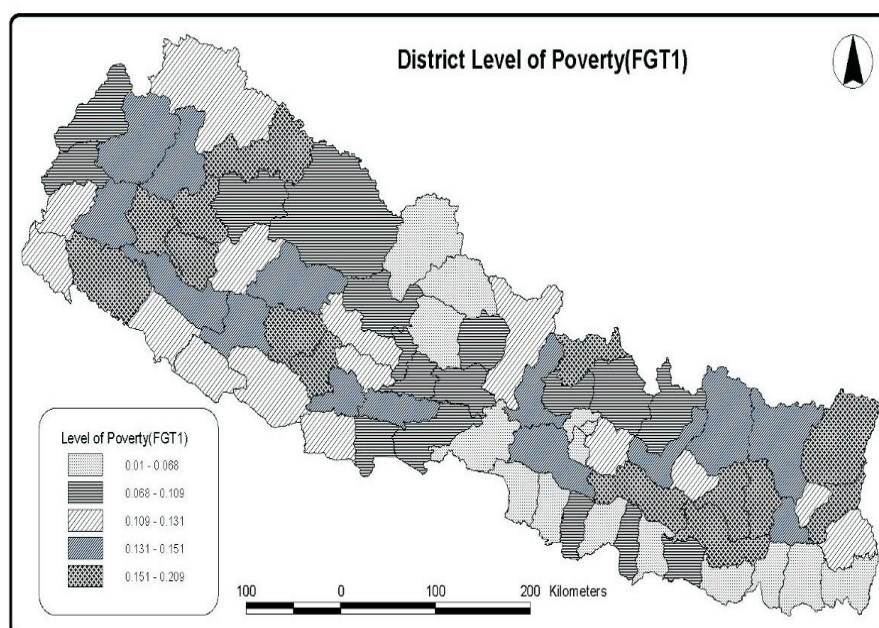 District Level of Poverty(FGT1)
Level of Poverty(FGT1)
0.01 - 0.068
0.068 - 0.109
0.109 - 0.131
0.131 - 0.151
0.151 - 0.209
100 0 100 200 Kilometers